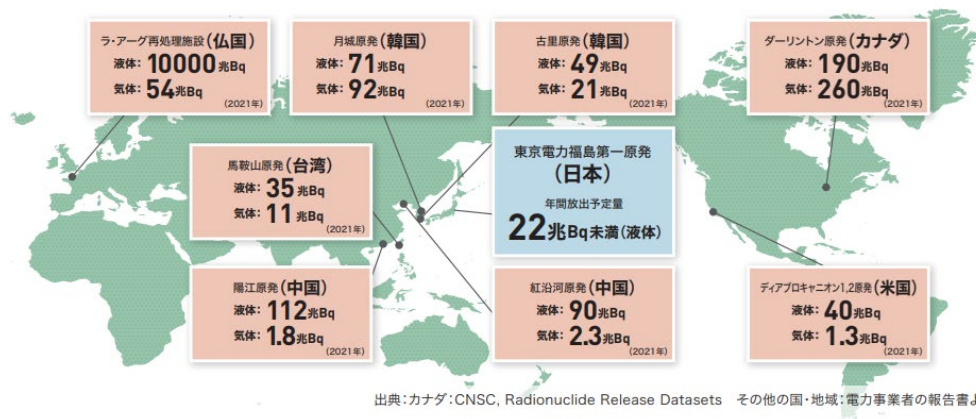 ラ・アーグ再処理施設(仏国)
液体:10000兆Bq
気体:54兆Bq
(2021年)
月城原発(韓国)
液体:71兆Bq
気体:92兆Bq
(2021年)
古里原発(韓国)
液体:49兆Bq
気体:21兆Bq
(2021年)
ダーリントン原発(カナダ)
液体:190兆Bq
気体:260兆Bq
(2021年)
馬鞍山原発(台湾)
液体:35兆Bq
気体:11兆Bq
(2021年)
東京電力福島第一原発
(日本)
年間放出予定量
22兆Bq未満(液体)
陽江原発(中国)
液体:112兆Bq
気体:1.8兆Bq
(2021年)
紅沿河原発(中国)
液体:90兆Bq
気体:2.3兆Bq
(2021年)
ディアブロキャニオン1,2原発(米国)
液体:40兆Bq
気体:1.3兆Bq
(2021年)
出典:カナダ:CNSC, Radionuclide Release Datasets その他の国・地域:電力事業者の報告書